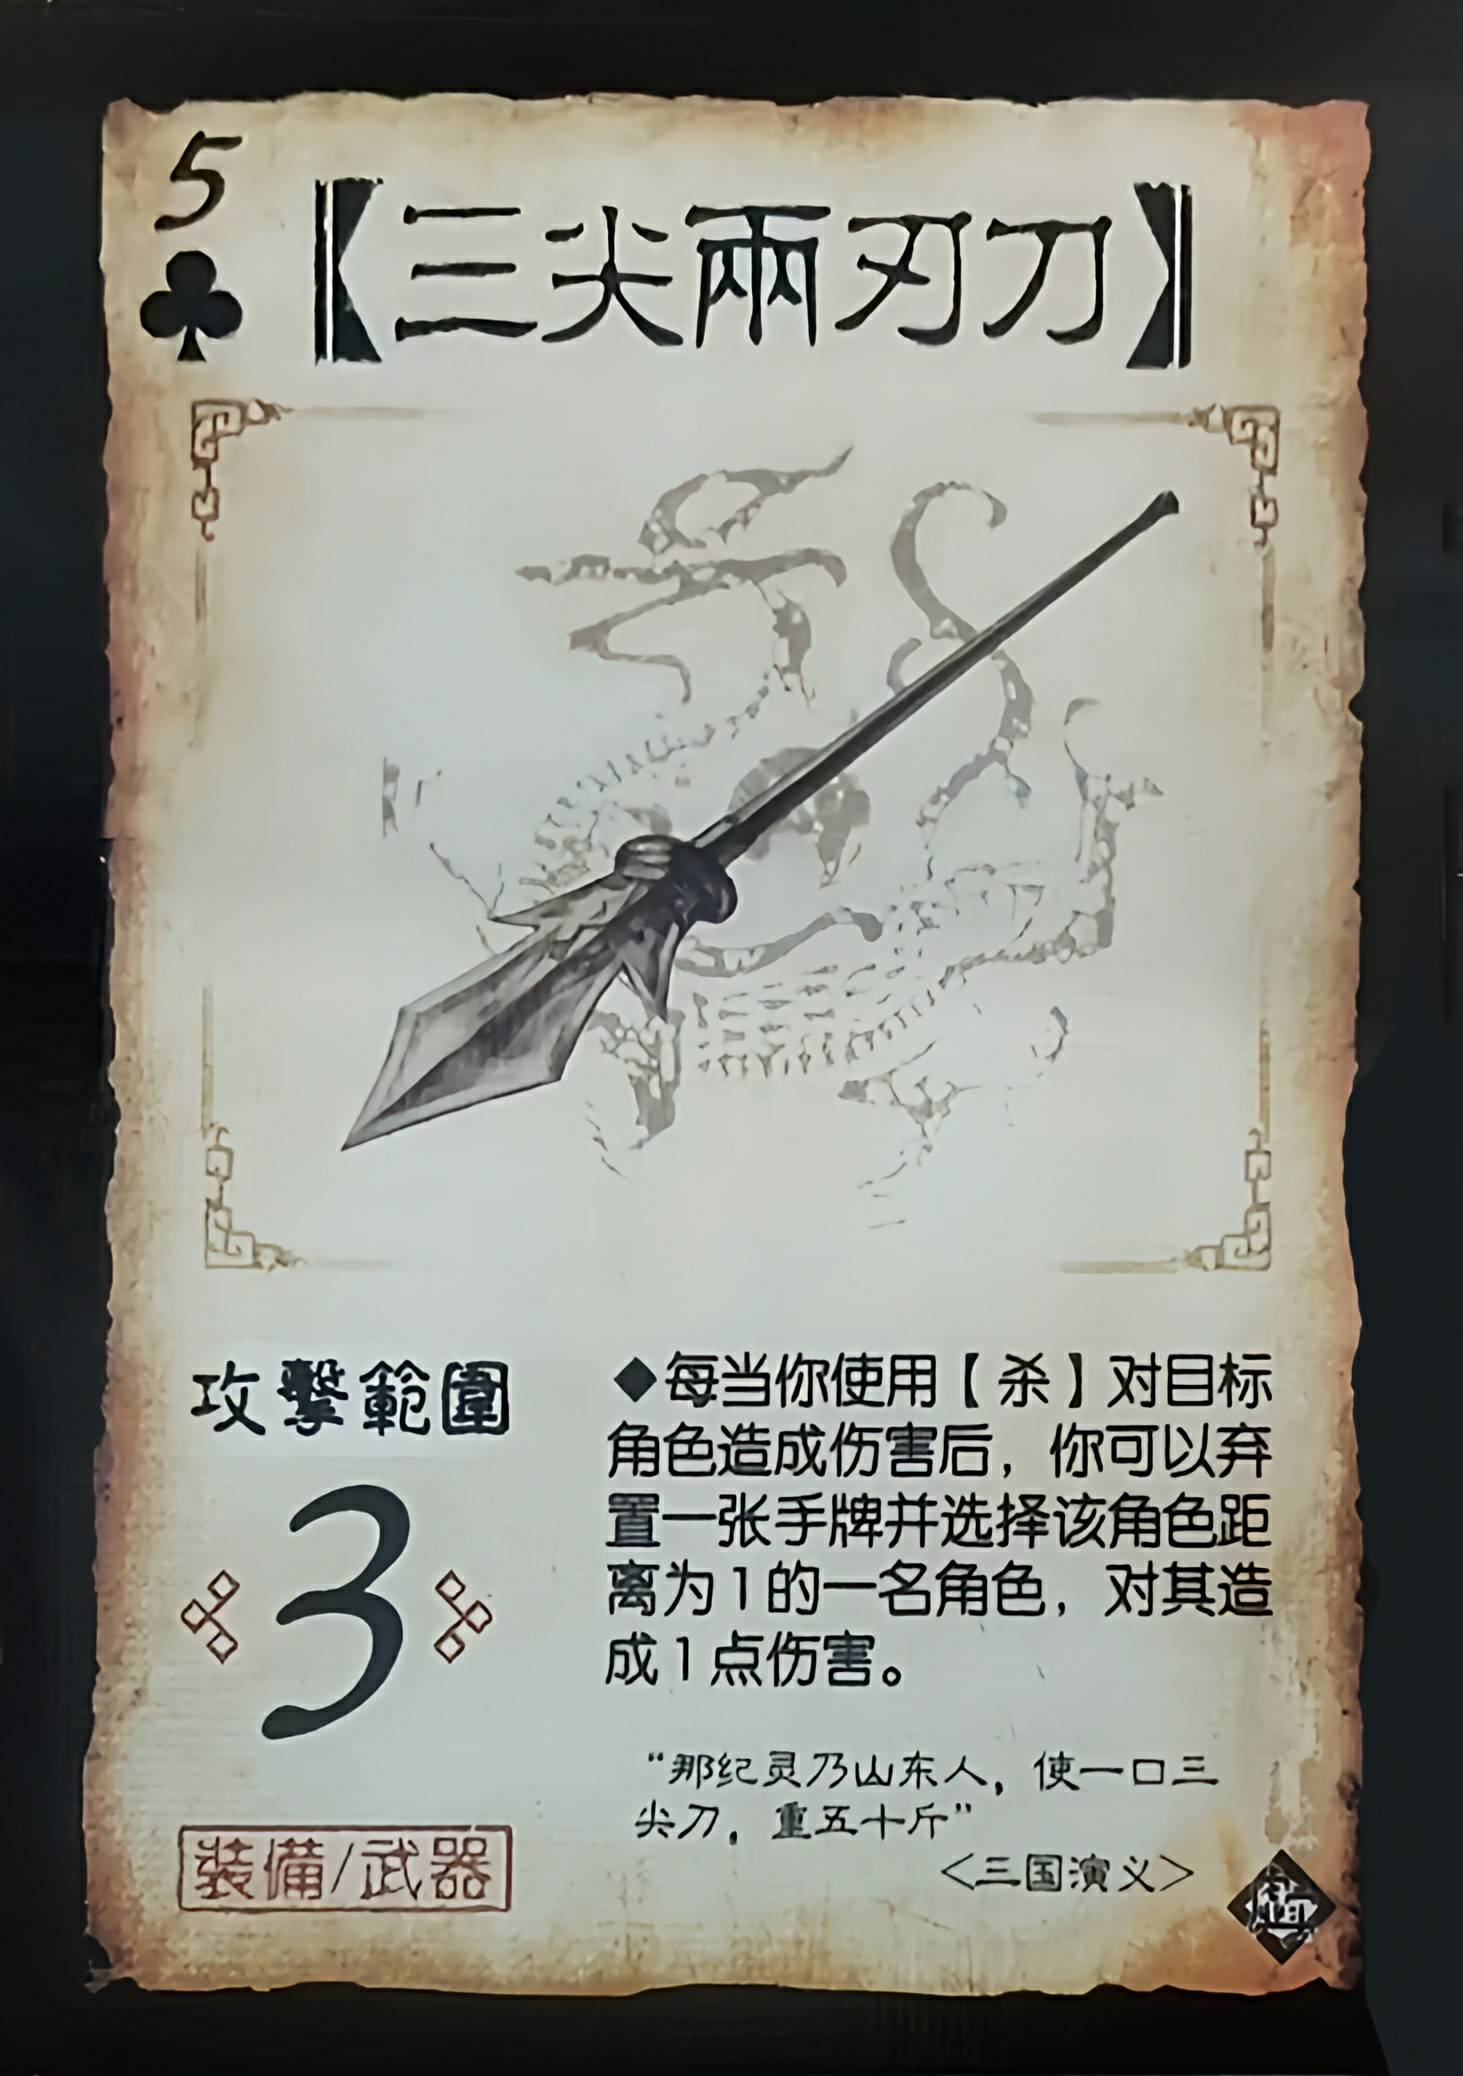 5
【三尖兩刃刀】
攻擊範圍
3
◆每当你使用【杀】对目标
角色造成伤害后，你可以弃
置一张手牌并选择该角色距
离为1的一名角色，对其造
成1点伤害。
“那纪灵乃山东人，使一口三
尖刀，重五十斤”
<三国演义>
裝備/武器